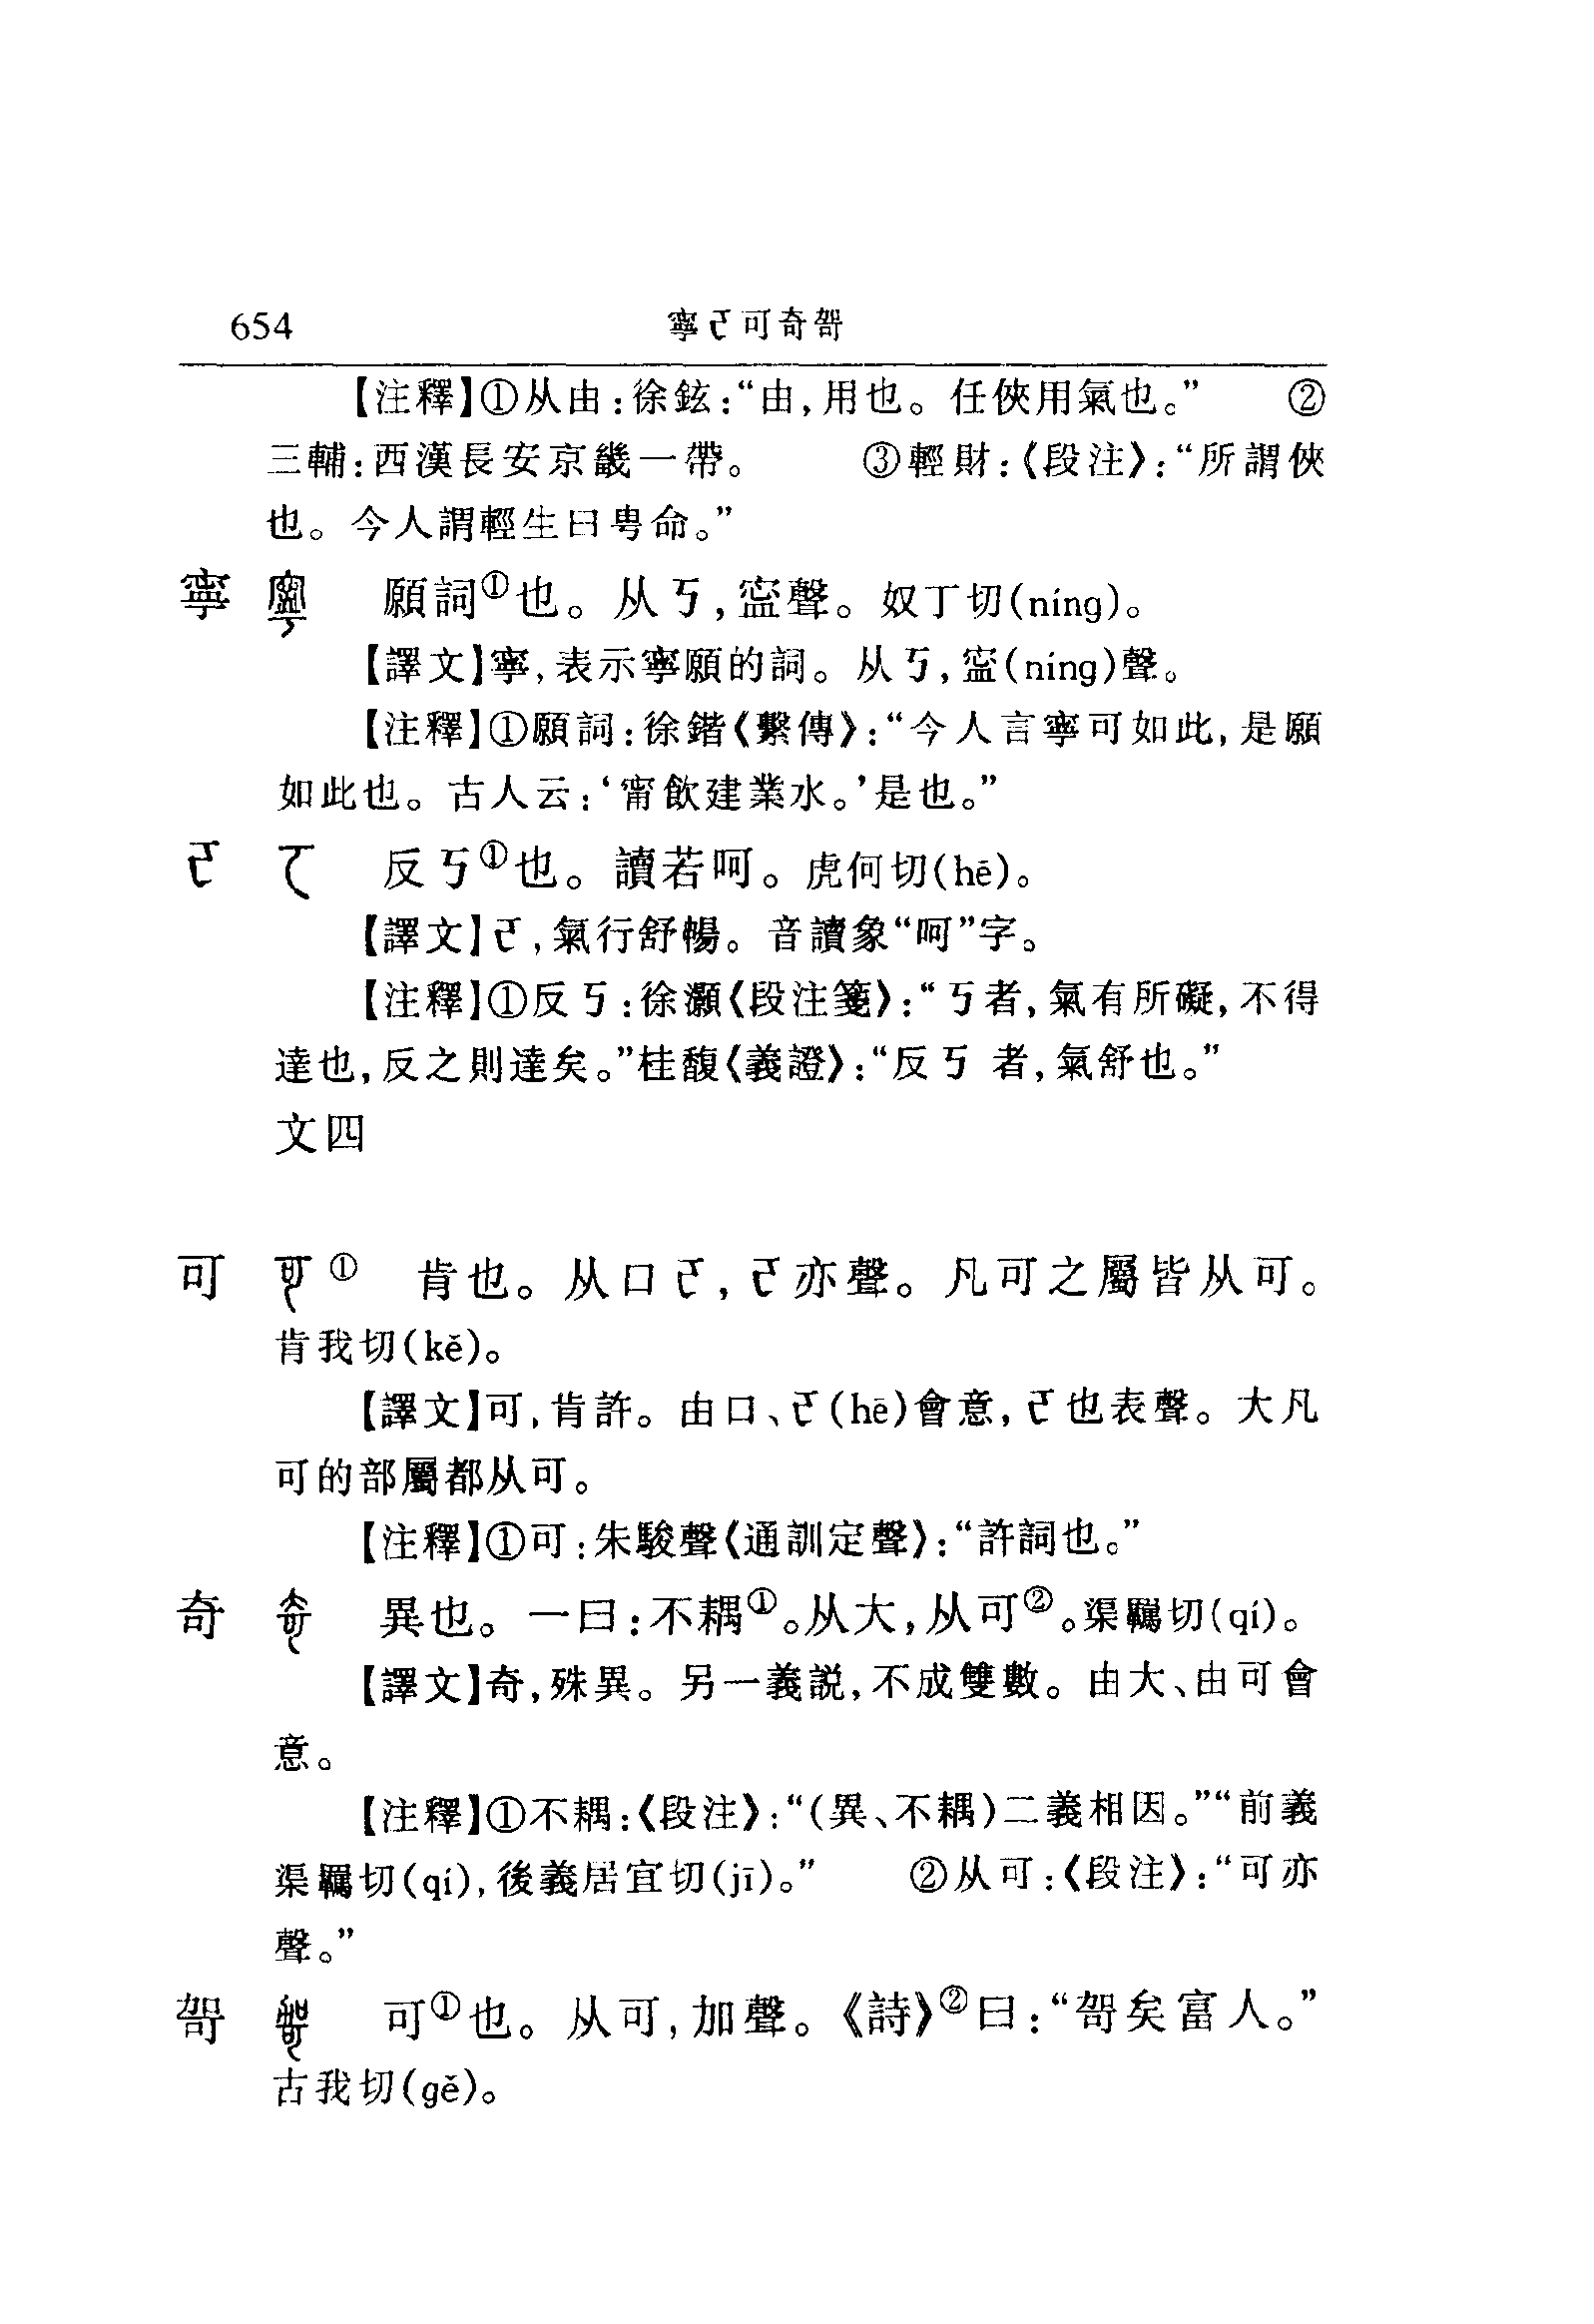 654 寧𠀀可奇哿
【注釋】①从由:徐鉉:“由,用也。任俠用氣也。” ②
三輔:西漢長安京畿一帶。 ③輕財:《段注》:“所謂俠
也。今人謂輕生曰甹命。”
寧 願詞①也。从丂,寍聲。奴丁切(níng)。
【譯文】寧,表示寧願的詞。从丂,寍(níng)聲。
【注釋】①願詞:徐鍇《繫傳》:“今人言寧可如此,是願
如此也。古人云:‘甯飲建業水。’是也。”
𠀀 反丂①也。讀若呵。虎何切(hē)。
【譯文】𠀀,氣行舒暢。音讀象“呵”字。
【注釋】①反丂:徐灝《段注箋》:“丂者,氣有所礙,不得
達也,反之則達矣。”桂馥《義證》:“反丂者,氣舒也。”
文四
可 ① 肯也。从口𠀀,𠀀亦聲。凡可之屬皆从可。
肯我切(kě)。
【譯文】可,肯許。由口、𠀀(hē)會意,𠀀也表聲。大凡
可的部屬都从可。
【注釋】①可:朱駿聲《通訓定聲》:“許詞也。”
奇 異也。一曰:不耦①。从大,从可②。渠羈切(qí)。
【譯文】奇,殊異。另一義説,不成雙數。由大、由可會
意。
【注釋】①不耦:《段注》:“(異、不耦)二義相因。”“前義
渠羈切(qí),後義居宜切(jī)。” ②从可:《段注》:“可亦
聲。”
哿 可①也。从可,加聲。《詩》②曰:“哿矣富人。”
古我切(gě)。